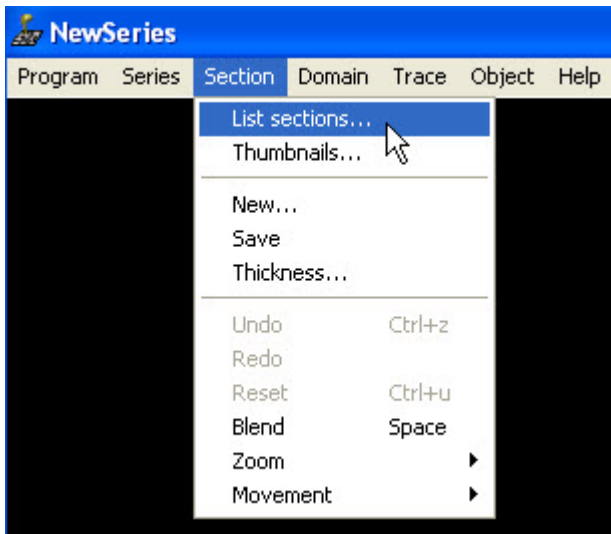 NewSeries
Program Series Section Domain Trace Object Help
List sections...
Thumbnails...
New...
Save
Thickness...
Undo Ctrl+z
Redo
Reset Ctrl+u
Blend Space
Zoom
Movement